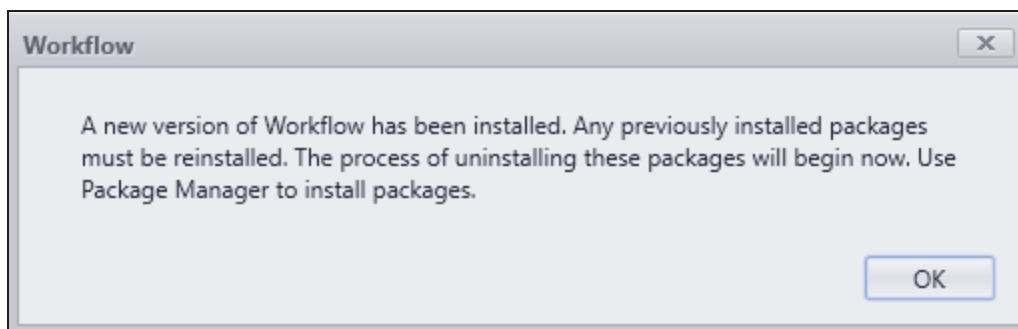 Workflow
A new version of Workflow has been installed. Any previously installed packages
must be reinstalled. The process of uninstalling these packages will begin now. Use
Package Manager to install packages.
OK